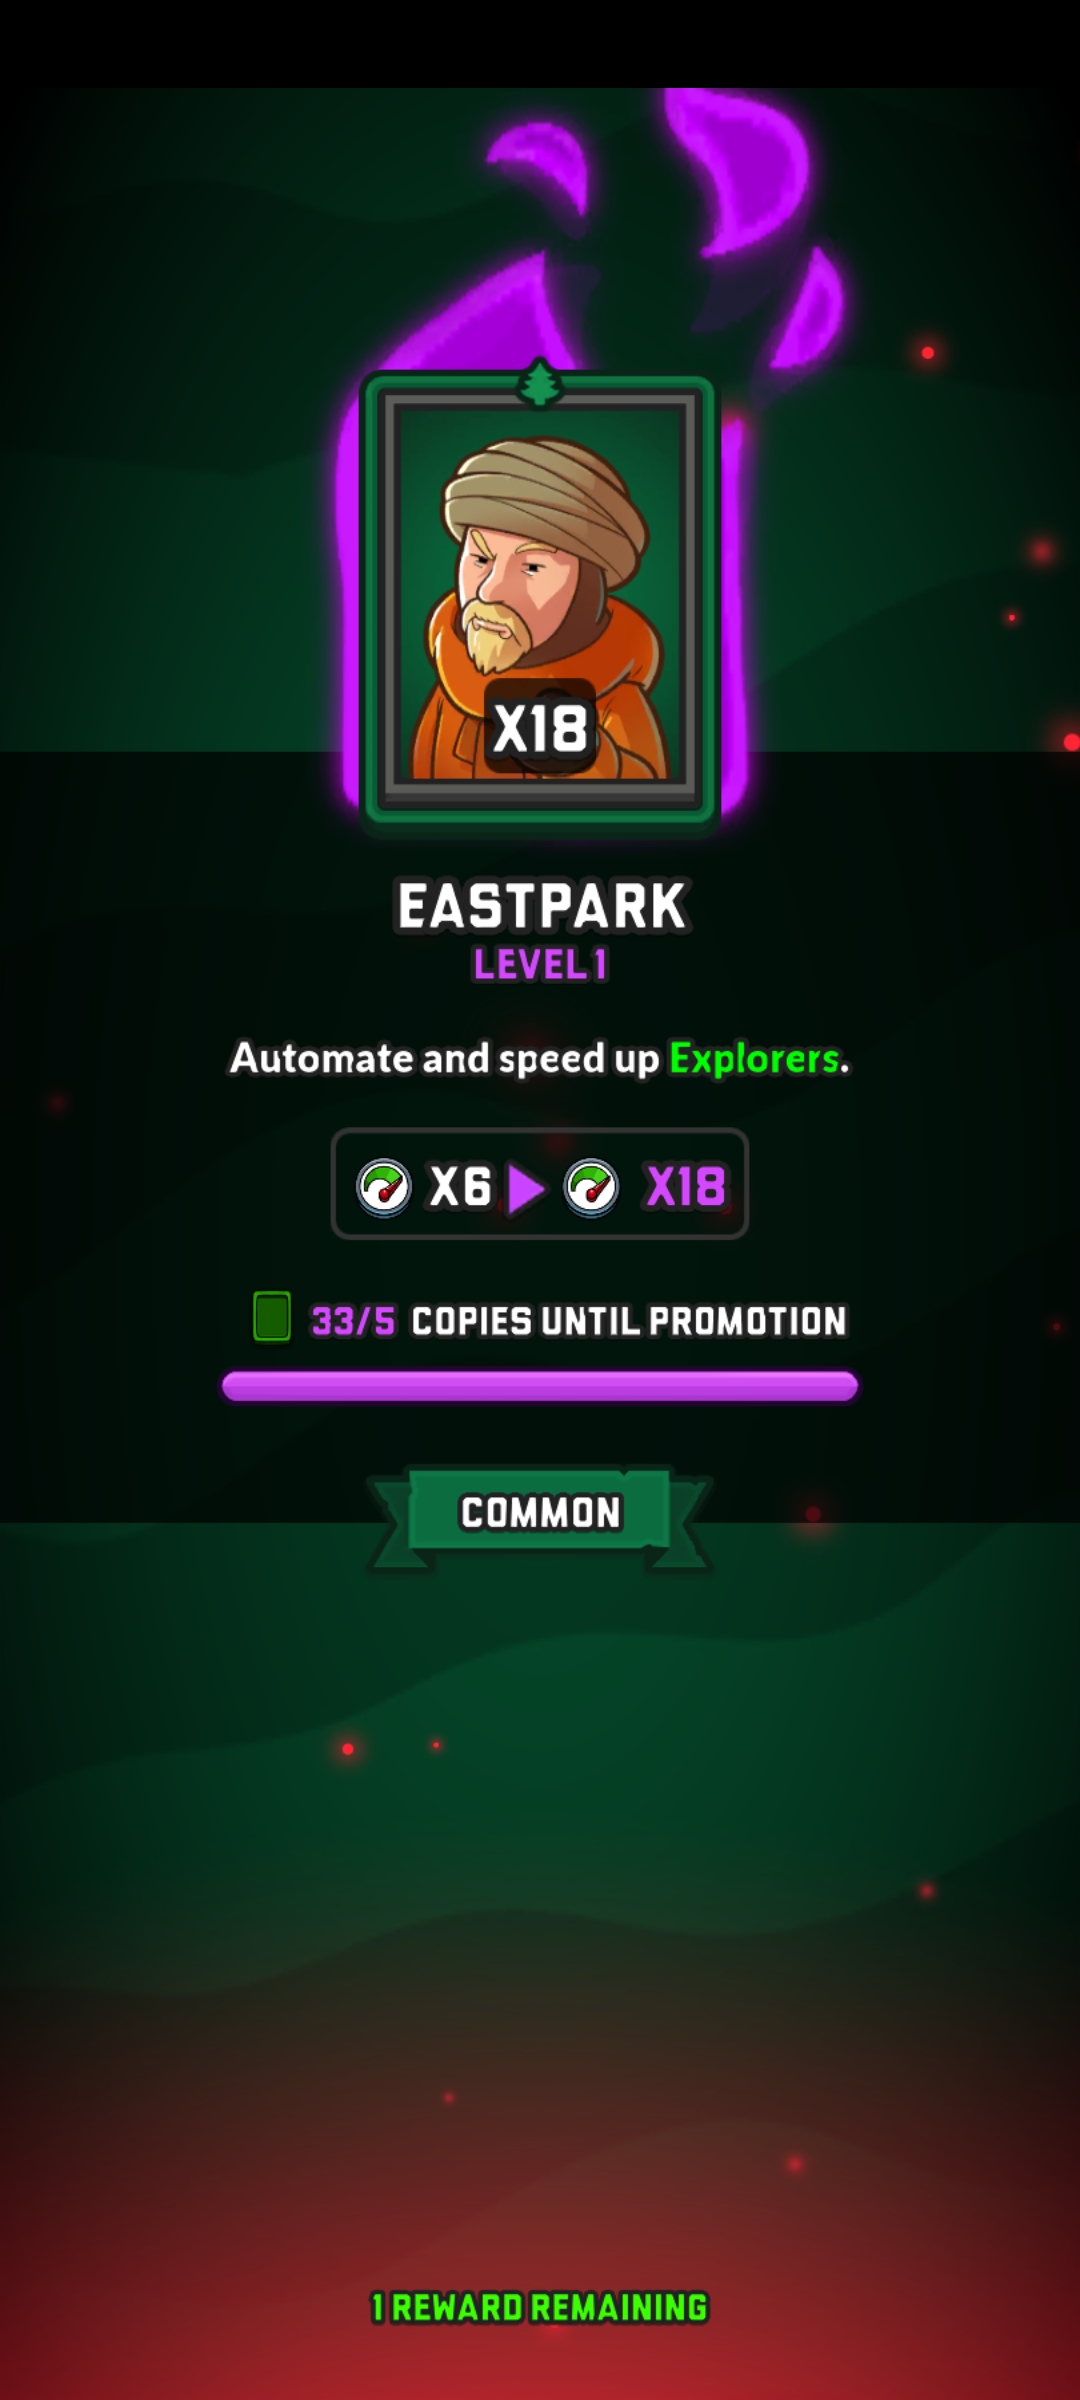 X18
EASTPARK
LEVEL 1
Automate and speed up Explorers.
X6 X18
33/5 COPIES UNTIL PROMOTION
COMMON
1 REWARD REMAINING